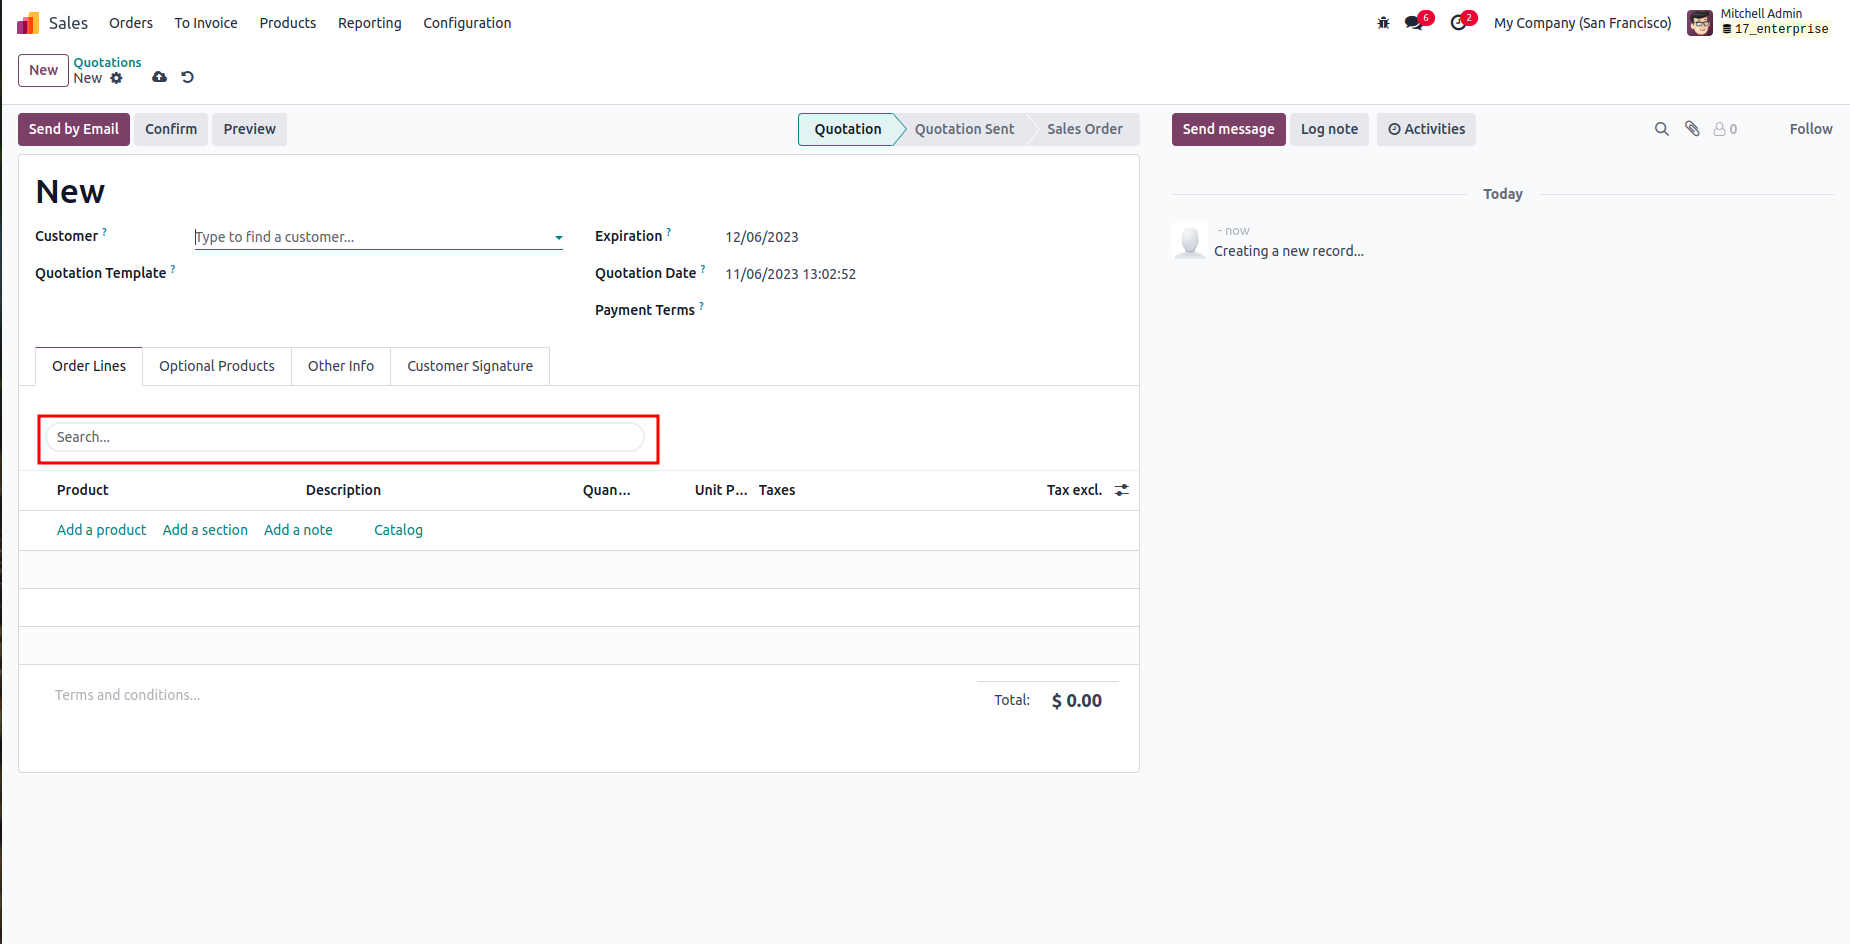 Sales Orders To Invoice Products Reporting Configuration 6 2 My Company (San Francisco) Mitchell Admin
17_enterprise
New Quotations
New
Send by Email Confirm Preview Quotation Quotation Sent Sales Order Send message Log note Activities 0 Follow
New
Today
Customer ? Type to find a customer... Expiration ? 12/06/2023
- now
Creating a new record...
Quotation Template ? Quotation Date ? 11/06/2023 13:02:52
Payment Terms ?
Order Lines Optional Products Other Info Customer Signature
Search...
Product Description Quan... Unit P... Taxes Tax excl.
Add a product Add a section Add a note Catalog
Terms and conditions... Total: $ 0.00